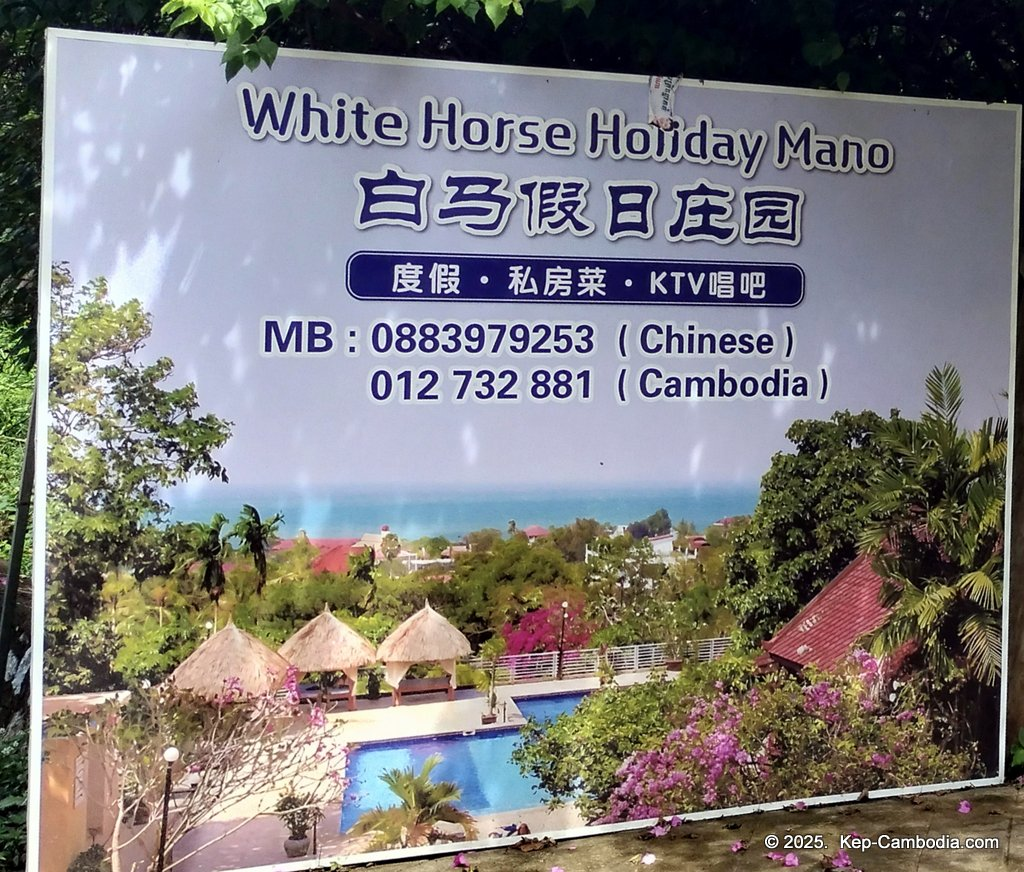 White Horse Holiday Mano
白马假日庄园
度假・私房菜・KTV唱吧
MB : 0883979253 ( Chinese )
012 732 881 ( Cambodia )
© 2025. Kep-Cambodia.com